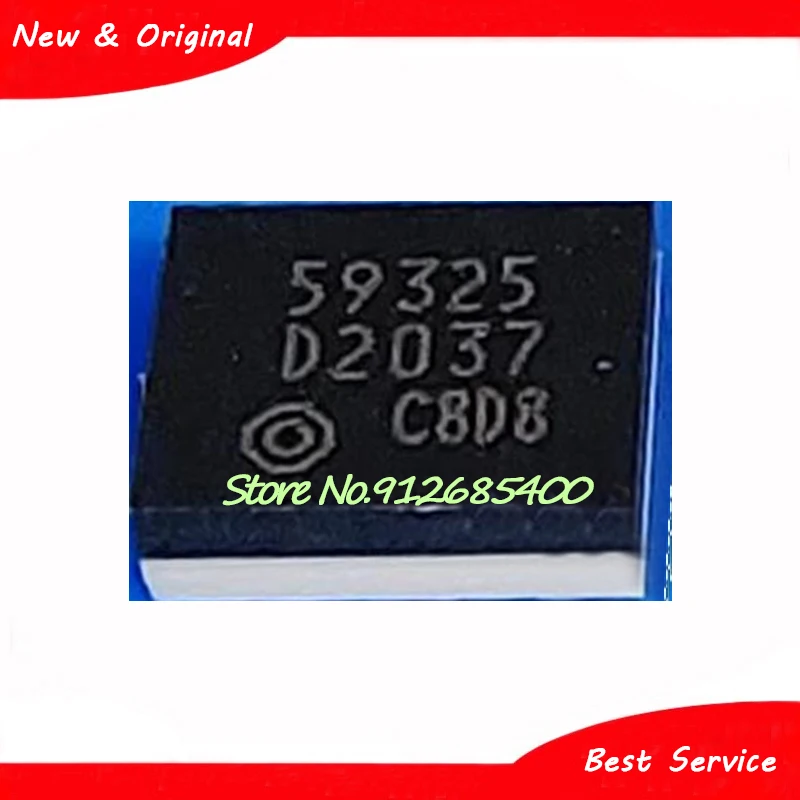 New & Original
59325
D2037
C8D8
Store No.912685400
Best Service